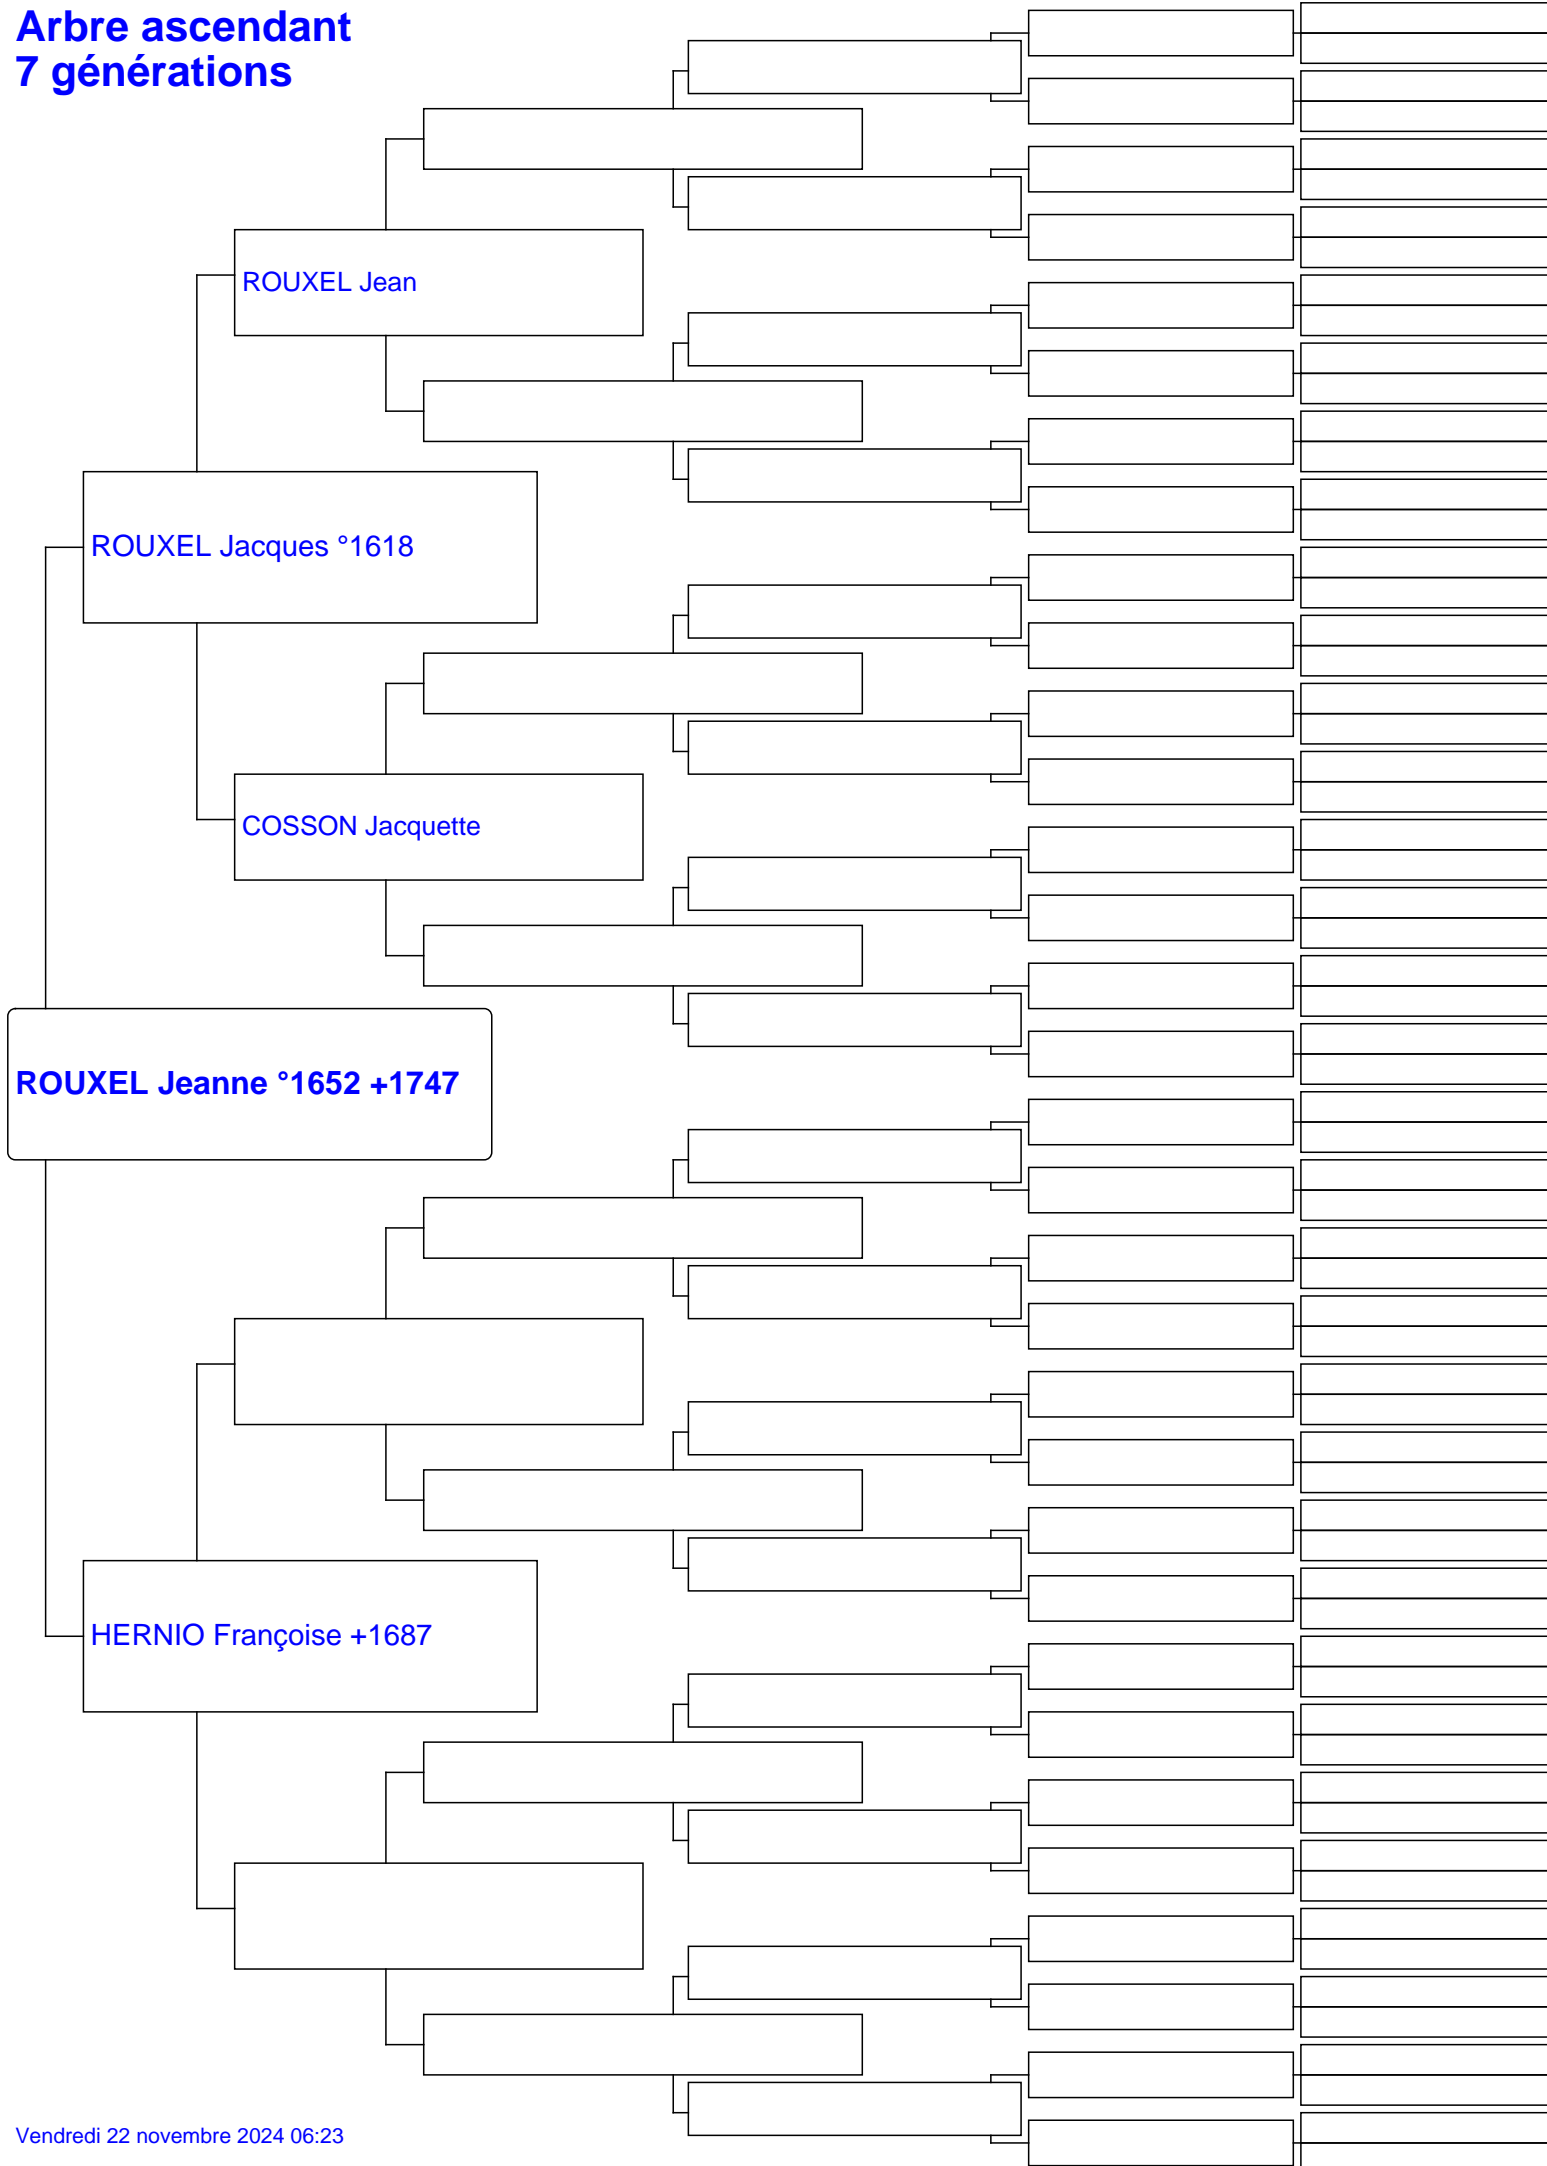 Arbre ascendant
7 générations
ROUXEL Jean
ROUXEL Jacques °1618
COSSON Jacquette
ROUXEL Jeanne °1652 +1747
HERNIO Françoise +1687
Vendredi 22 novembre 2024 06:23